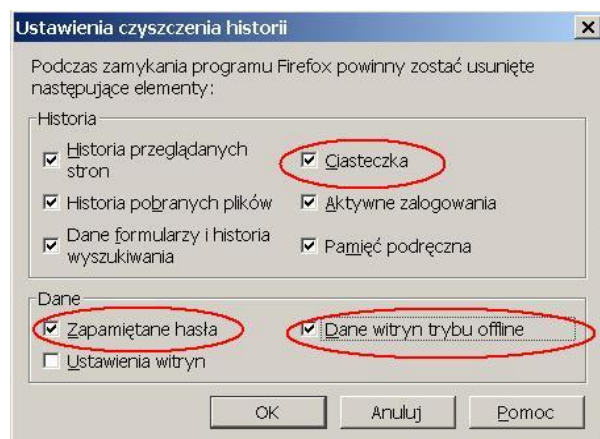 Ustawienia czyszczenia historii
Podczas zamykania programu Firefox powinny zostać usunięte
następujące elementy:
Historia
Historia przeglądanych
stron
Ciasteczka
Historia pobranych plików
Aktywne zalogowania
Dane formularzy i historia
wyszukiwania
Pamięć podręczna
Dane
Zapamiętane hasła
Dane witryn trybu offline
Ustawienia witryn
OK
Anuluj
Pomoc